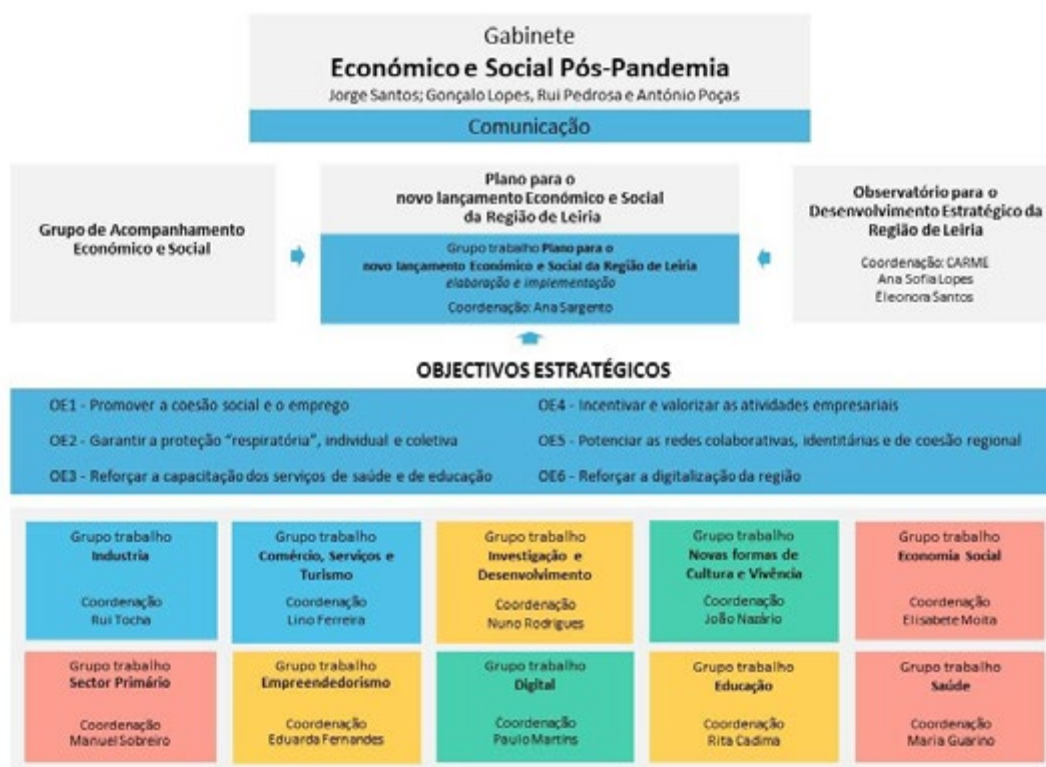 Gabinete
Económico e Social Pós-Pandemia
Jorge Santos; Gonçalo Lopes, Rui Pedrosa e António Poças
Comunicação
Grupo de Acompanhamento
Económico e Social
Plano para o
novo lançamento Económico e Social
da Região de Leiria
Grupo trabalho Plano para o
novo lançamento Económico e Social da Região de Leiria
elaboração e implementação
Coordenação: Ana Sargento
Observatório para o
Desenvolvimento Estratégico da
Região de Leiria
Coordenação: CARME
Ana Sofia Lopes
Eleonora Santos
OBJECTIVOS ESTRATÉGICOS
OE1 - Promover a coesão social e o emprego
OE2 - Garantir a proteção “respiratória”, individual e coletiva
OE3 - Reforçar a capacitação dos serviços de saúde e de educação
OE4 - Incentivar e valorizar as atividades empresariais
OE5 - Potenciar as redes colaborativas, identitárias e de coesão regional
OE6 - Reforçar a digitalização da região
Grupo trabalho
Industria
Coordenação
Rui Tocha
Grupo trabalho
Comércio, Serviços e
Turismo
Coordenação
Lino Ferreira
Grupo trabalho
Investigação e
Desenvolvimento
Coordenação
Nuno Rodrigues
Grupo trabalho
Novas formas de
Cultura e Vivência
Coordenação
João Nazário
Grupo trabalho
Economia Social
Coordenação
Elisabete Moita
Grupo trabalho
Sector Primário
Coordenação
Manuel Sobreiro
Grupo trabalho
Empreendedorismo
Coordenação
Eduarda Fernandes
Grupo trabalho
Digital
Coordenação
Paulo Martins
Grupo trabalho
Educação
Coordenação
Rita Cadima
Grupo trabalho
Saúde
Coordenação
Maria Guarino